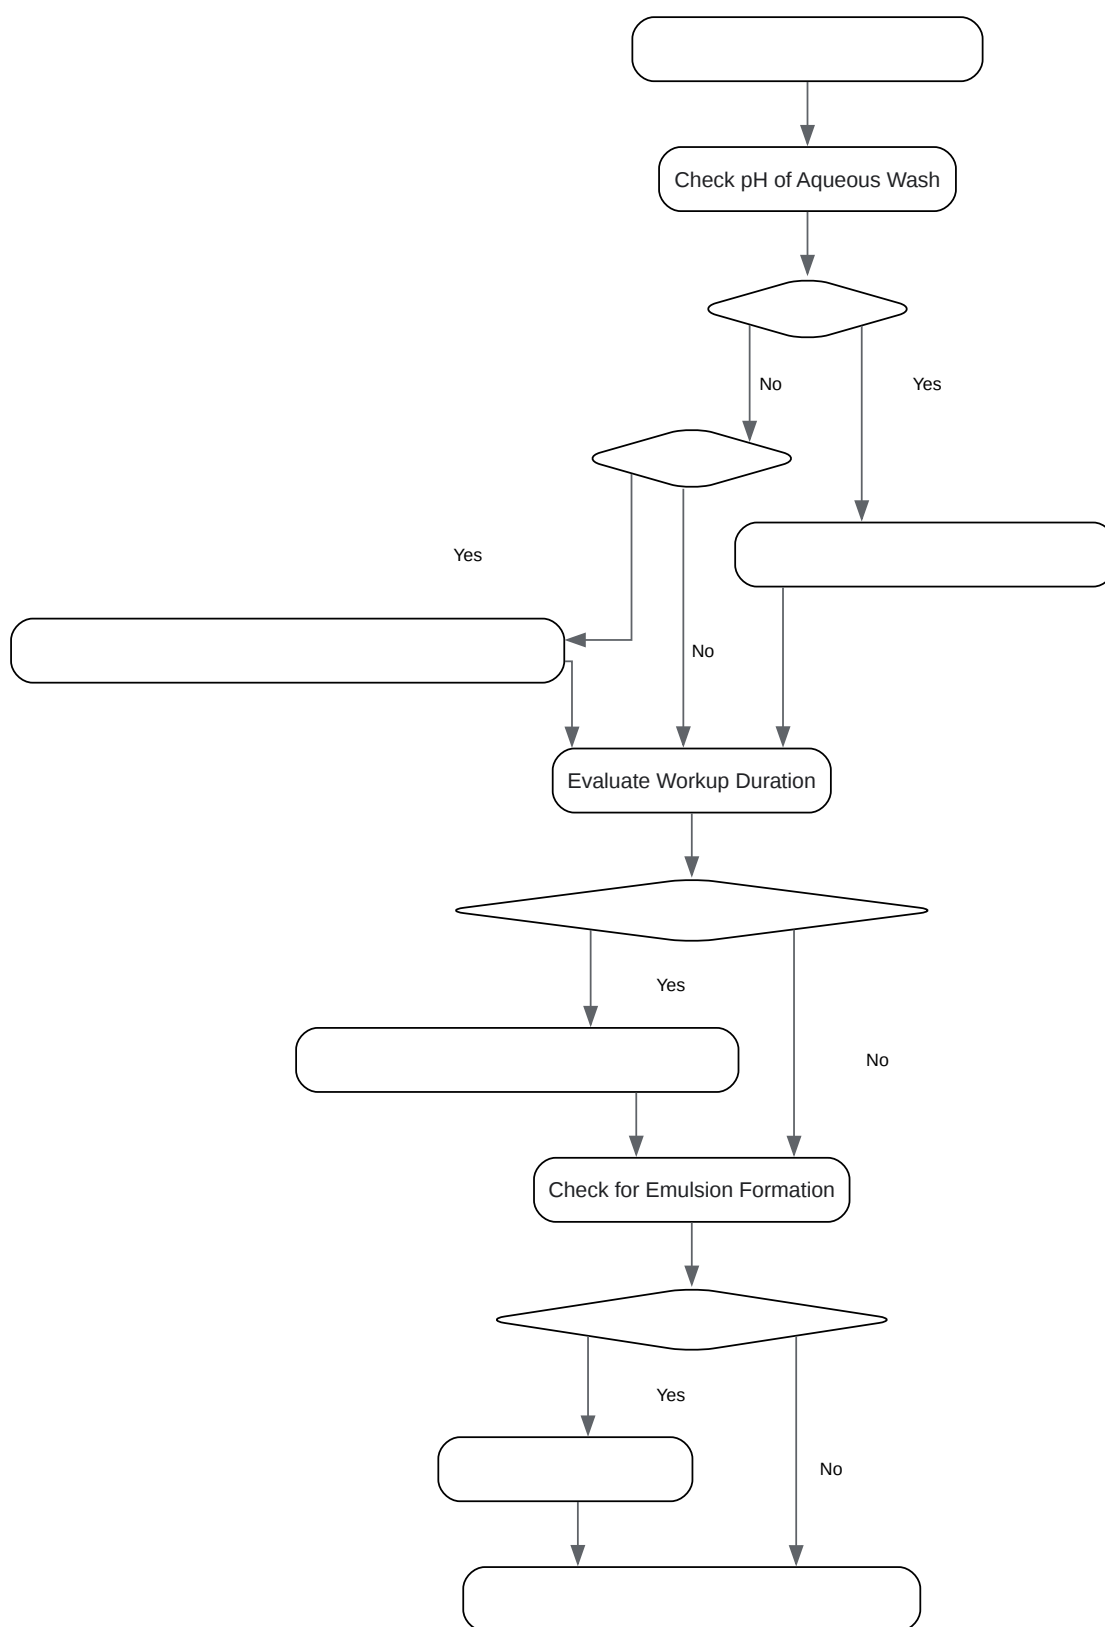 Check pH of Aqueous Wash
No
Yes
Yes
No
Evaluate Workup Duration
Yes
No
Check for Emulsion Formation
Yes
No